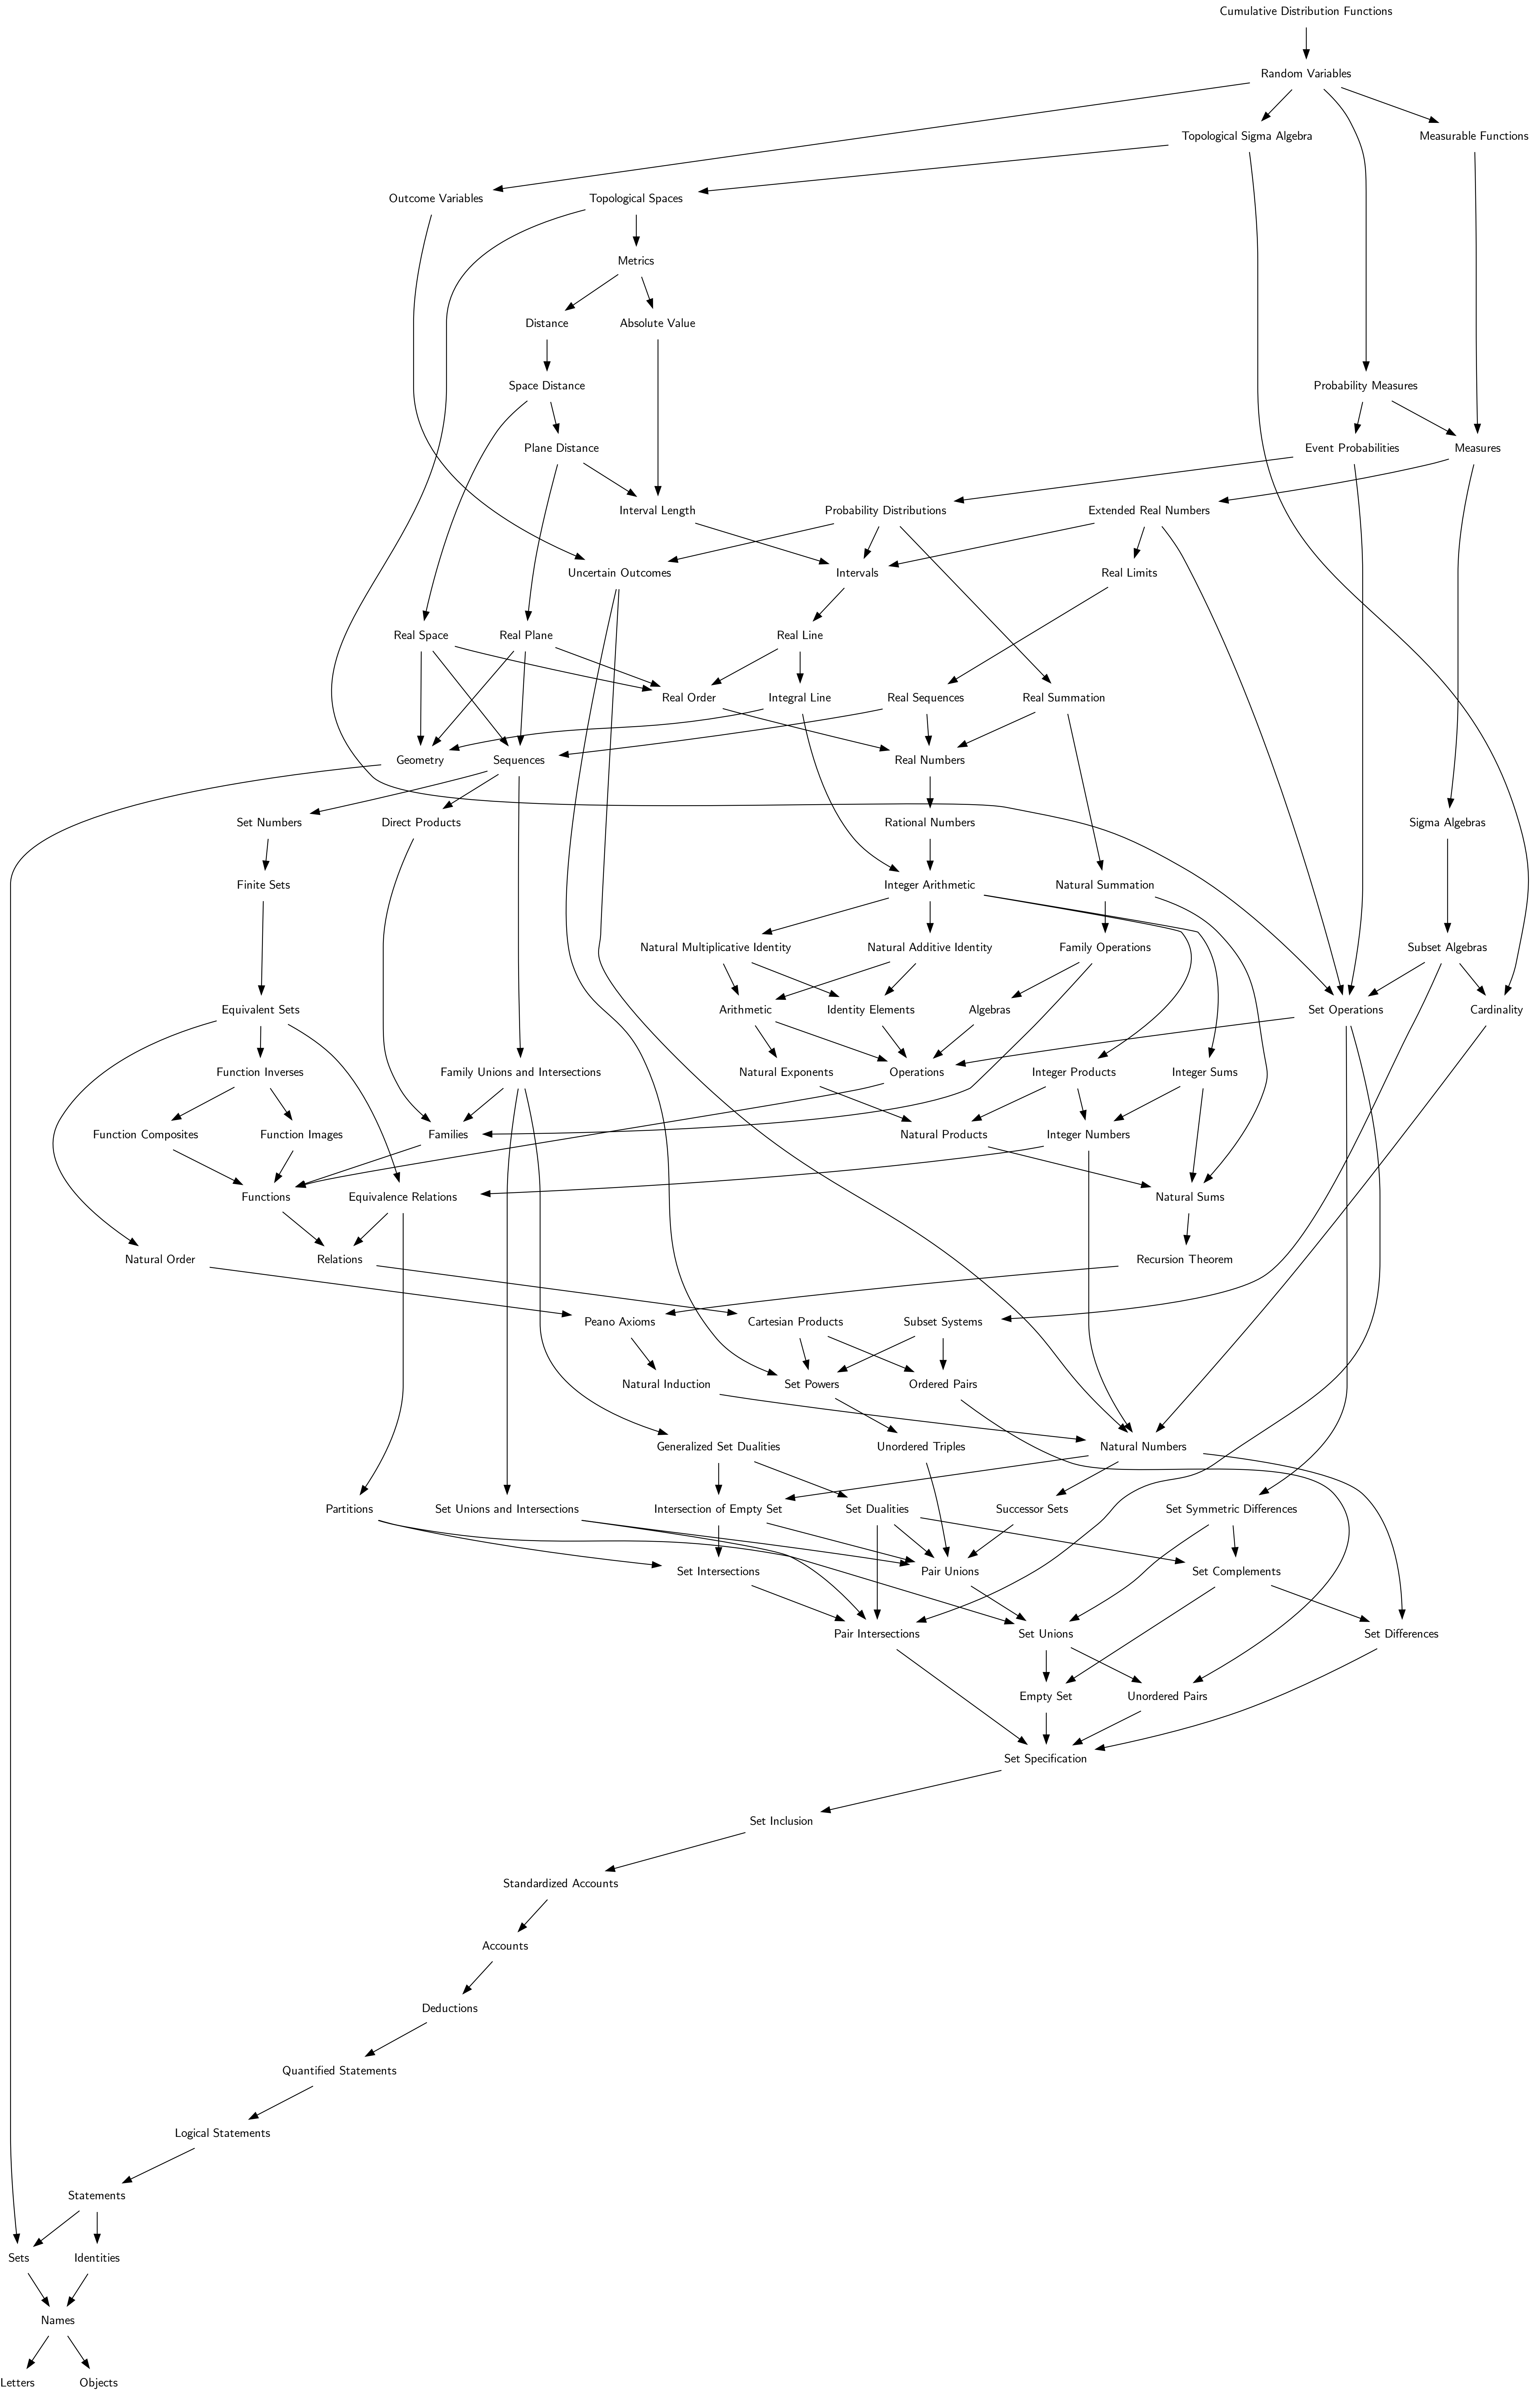 Cumulative Distribution Functions
Random Variables
Topological Sigma Algebra
Measurable Functions
Outcome Variables
Topological Spaces
Metrics
Distance
Absolute Value
Space Distance
Probability Measures
Plane Distance
Event Probabilities
Measures
Interval Length
Probability Distributions
Extended Real Numbers
Uncertain Outcomes
Intervals
Real Limits
Real Space
Real Plane
Real Line
Real Order
Integral Line
Real Sequences
Real Summation
Geometry
Sequences
Real Numbers
Set Numbers
Direct Products
Rational Numbers
Sigma Algebras
Finite Sets
Integer Arithmetic
Natural Summation
Natural Multiplicative Identity
Natural Additive Identity
Family Operations
Subset Algebras
Equivalent Sets
Arithmetic
Identity Elements
Algebras
Set Operations
Cardinality
Function Inverses
Family Unions and Intersections
Natural Exponents
Operations
Integer Products
Integer Sums
Function Composites
Function Images
Families
Natural Products
Integer Numbers
Functions
Equivalence Relations
Natural Sums
Natural Order
Relations
Recursion Theorem
Peano Axioms
Cartesian Products
Subset Systems
Natural Induction
Set Powers
Ordered Pairs
Generalized Set Dualities
Unordered Triples
Natural Numbers
Partitions
Set Unions and Intersections
Intersection of Empty Set
Set Dualities
Successor Sets
Set Symmetric Differences
Set Intersections
Pair Unions
Set Complements
Pair Intersections
Set Unions
Set Differences
Empty Set
Unordered Pairs
Set Specification
Set Inclusion
Standardized Accounts
Accounts
Deductions
Quantified Statements
Logical Statements
Statements
Sets
Identities
Names
Letters
Objects